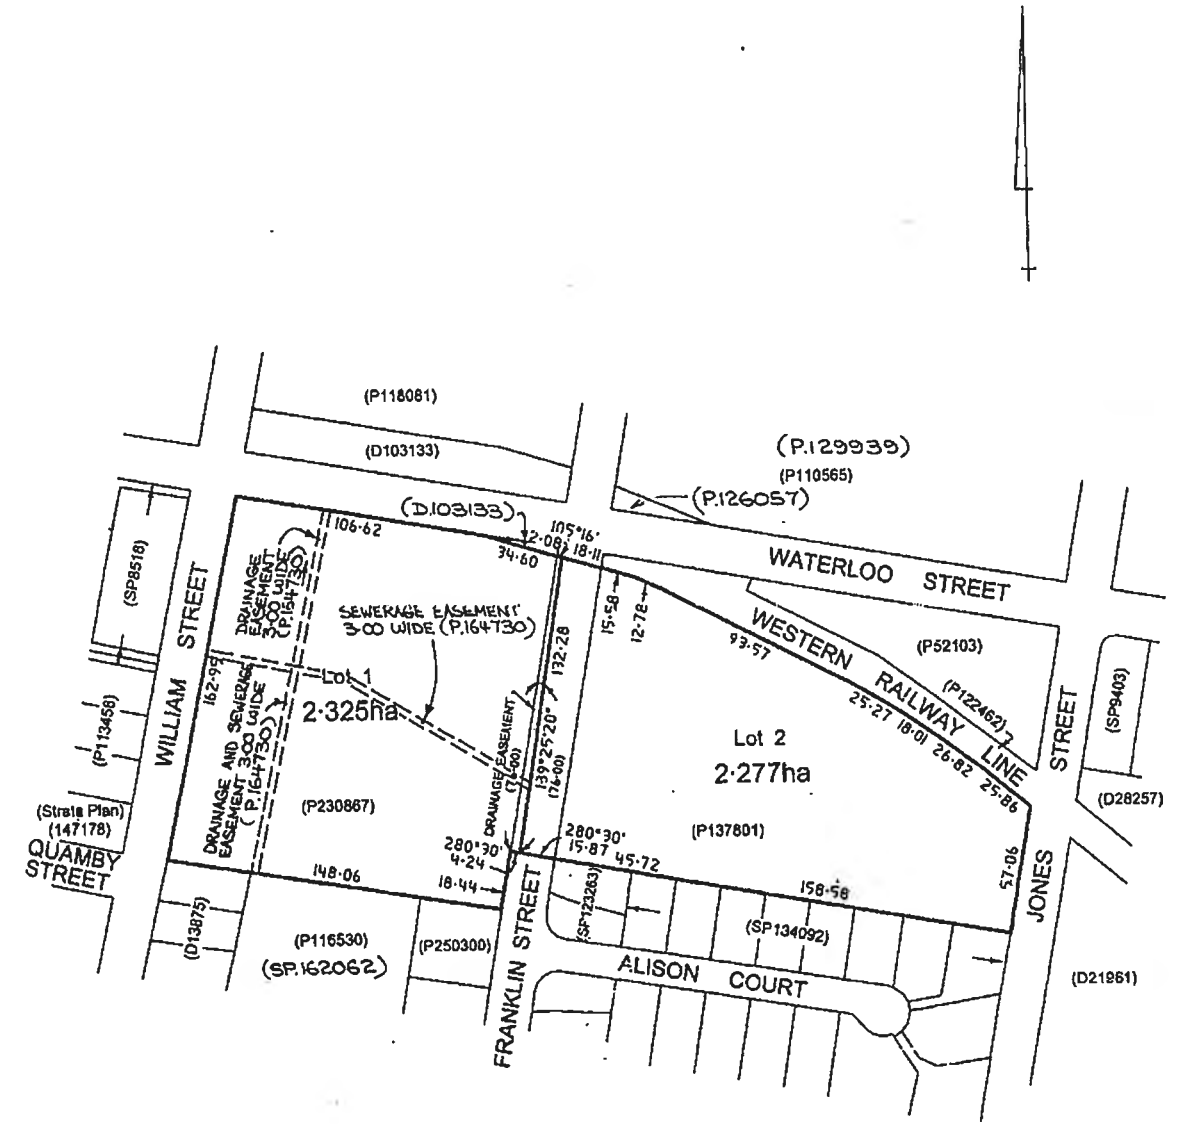 (P118081)
(D103133)
(P.129939)
(P110565)
(P.126057)
(D.103133)
105°16'
2·08
18·11
34·60
106·62
WATERLOO STREET
(SP8518)
WILLIAM STREET
DRAINAGE
EASEMENT
3·00 WIDE
(P.164730)
SEWERAGE EASEMENT
3·00 WIDE (P.164730)
132·28
15·58
12·78
93·57
WESTERN RAILWAY LINE
(P52103)
(P122462)
STREET
(SP9403)
162·99
Lot 1
2·325ha
25·27
18·01
26·82
25·86
(P113458)
DRAINAGE AND SEWERAGE
EASEMENT 3·00 WIDE
(P.164730)
DRAINAGE EASEMENT
(76·00)
139°25'20"
(76·00)
Lot 2
2·277ha
(D28257)
(Strata Plan)
(147178)
(P230867)
(P137801)
QUAMBY
STREET
280°30'
4·24
280°30'
15·87
45·72
148·06
18·44
158·58
57·06
JONES
(D13875)
(SP123263)
(P116530)
(SP.162062)
(P250300)
(SP134092)
FRANKLIN STREET
ALISON COURT
(D21961)